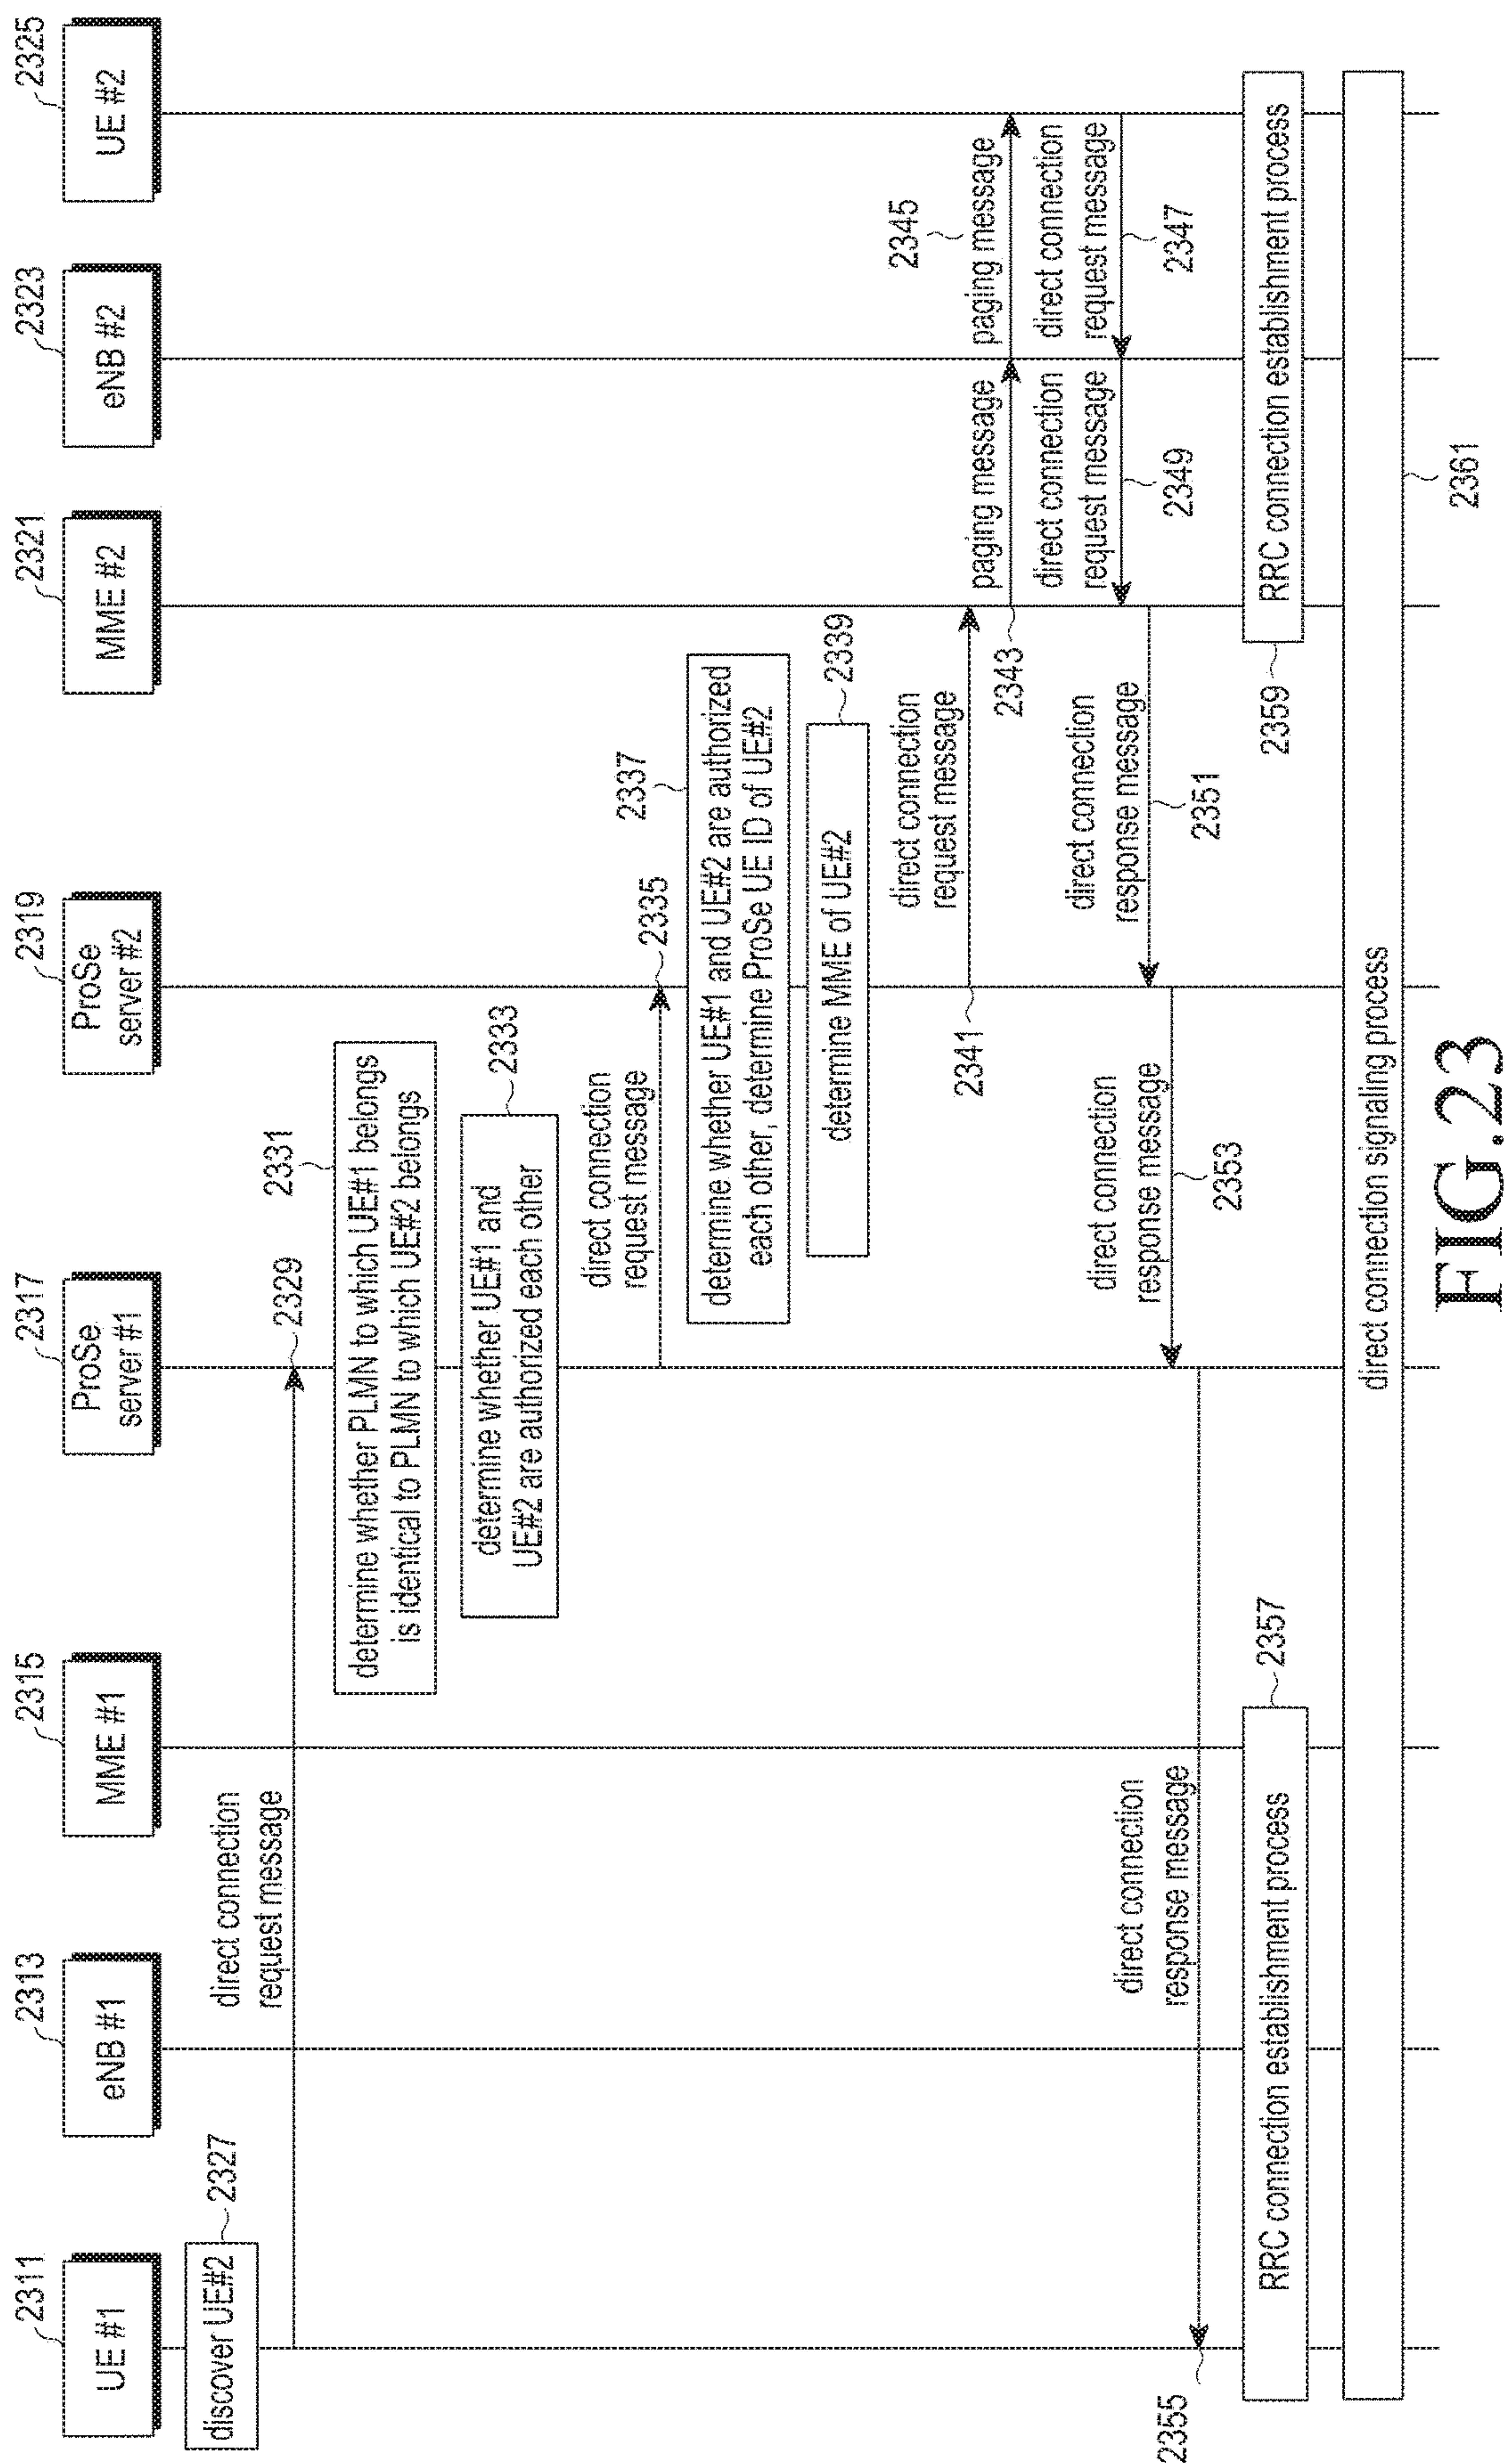 2311
UE #1
2313
eNB #1
2315
MME #1
2317
ProSe
server #1
2319
ProSe
server #2
2321
MME #2
2323
eNB #2
2325
UE #2
discover UE#2
2327
direct connection
request message
2329
2331
determine whether PLMN to which UE#1 belongs
is identical to PLMN to which UE#2 belongs
2333
determine whether UE#1 and
UE#2 are authorized each other
direct connection
request message
2335
2337
determine whether UE#1 and UE#2 are authorized
each other, determine ProSe UE ID of UE#2
2339
determine MME of UE#2
direct connection
request message
2341
paging message
2343
2345
paging message
direct connection
request message
2347
direct connection
request message
2349
direct connection
response message
2351
direct connection
response message
2353
direct connection
response message
2355
RRC connection establishment process
2357
2359
RRC connection establishment process
direct connection signaling process
2361
FIG.23